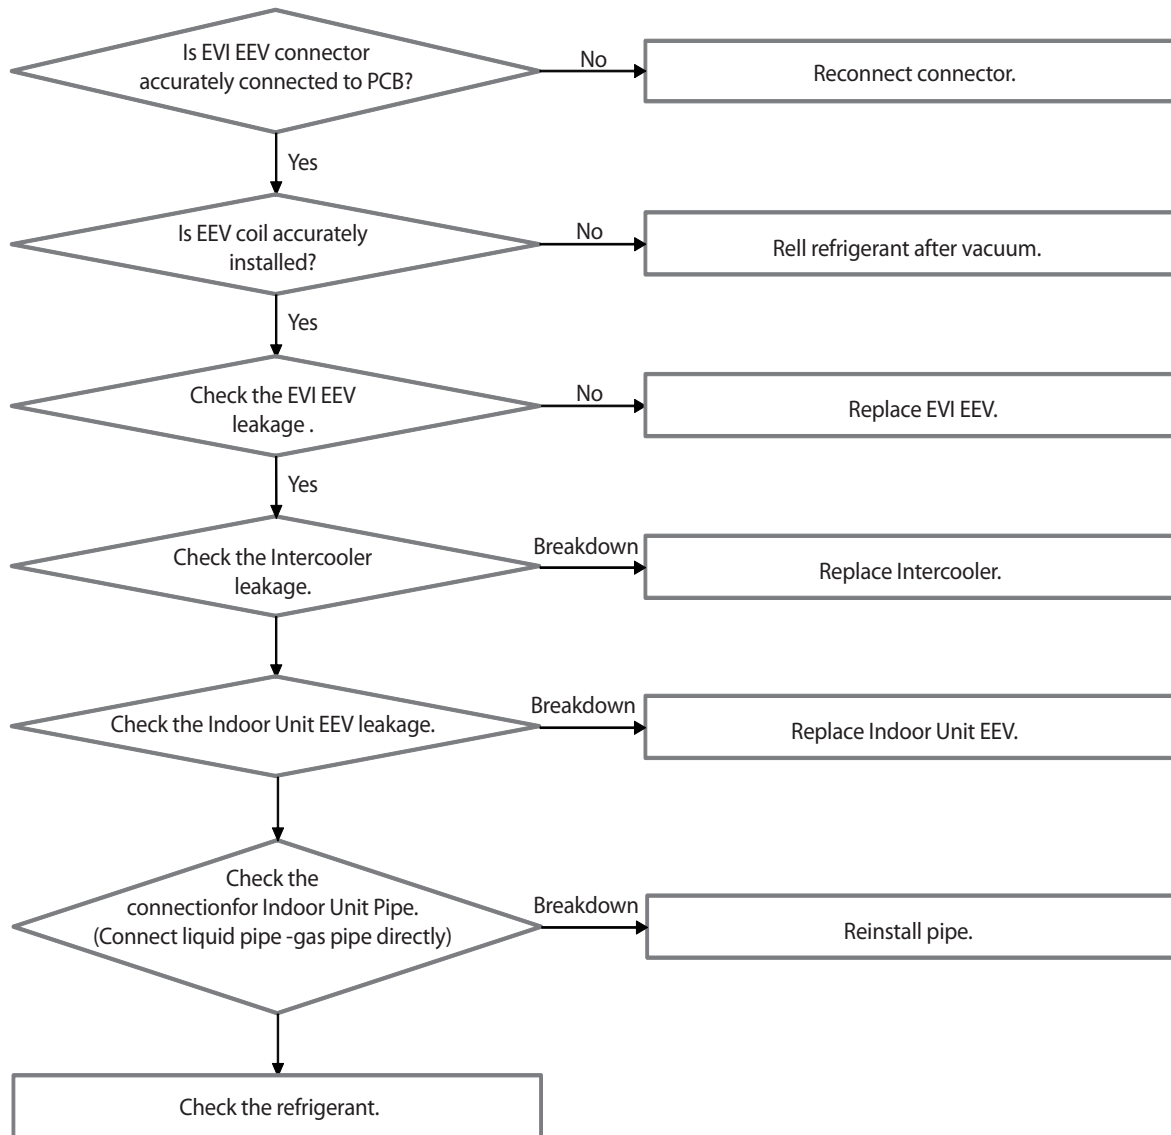 Is EVI EEV connector
accurately connected to PCB?
No
Reconnect connector.
Yes
Is EEV coil accurately
installed?
No
Rell refrigerant after vacuum.
Yes
Check the EVI EEV
leakage .
No
Replace EVI EEV.
Yes
Check the Intercooler
leakage.
Breakdown
Replace Intercooler.
Check the Indoor Unit EEV leakage.
Breakdown
Replace Indoor Unit EEV.
Check the
connectionfor Indoor Unit Pipe.
(Connect liquid pipe -gas pipe directly)
Breakdown
Reinstall pipe.
Check the refrigerant.